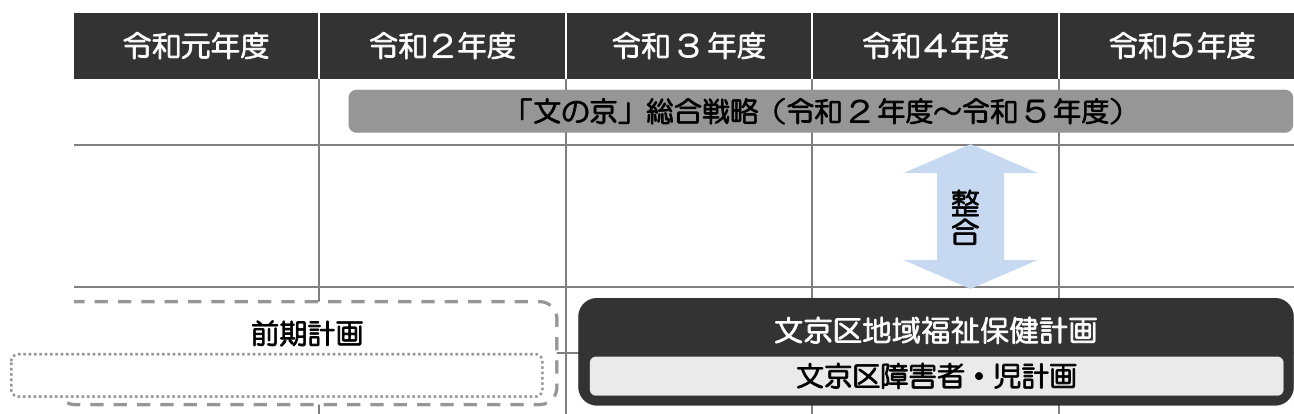 令和元年度 令和２年度 令和３年度 令和４年度 令和５年度
「文の京」総合戦略（令和２年度～令和５年度）
整合
前期計画
文京区地域福祉保健計画
文京区障害者・児計画